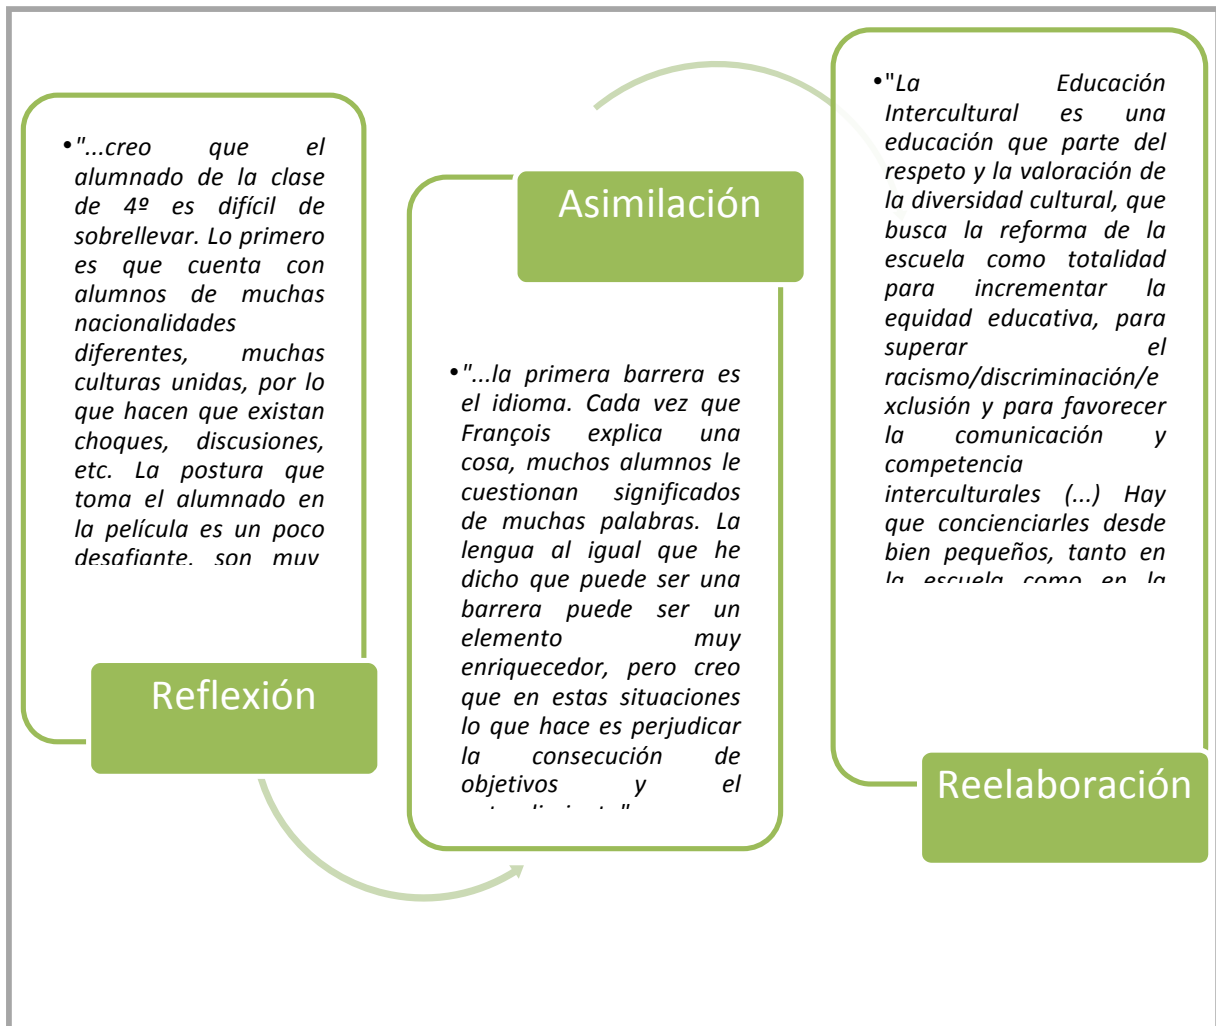 •"...creo que el
alumnado de la clase
de 4º es difícil de
sobrellevar. Lo primero
es que cuenta con
alumnos de muchas
nacionalidades
diferentes, muchas
culturas unidas, por lo
que hacen que existan
choques, discusiones,
etc. La postura que
toma el alumnado en
la película es un poco
desafiante, son muy
Reflexión
Asimilación
•"...la primera barrera es
el idioma. Cada vez que
François explica una
cosa, muchos alumnos le
cuestionan significados
de muchas palabras. La
lengua al igual que he
dicho que puede ser una
barrera puede ser un
elemento muy
enriquecedor, pero creo
que en estas situaciones
lo que hace es perjudicar
la consecución de
objetivos y el
•"La Educación
Intercultural es una
educación que parte del
respeto y la valoración de
la diversidad cultural, que
busca la reforma de la
escuela como totalidad
para incrementar la
equidad educativa, para
superar el
racismo/discriminación/e
xclusión y para favorecer
la comunicación y
competencia
interculturales (...) Hay
que concienciarles desde
bien pequeños, tanto en
la escuela como en la
Reelaboración